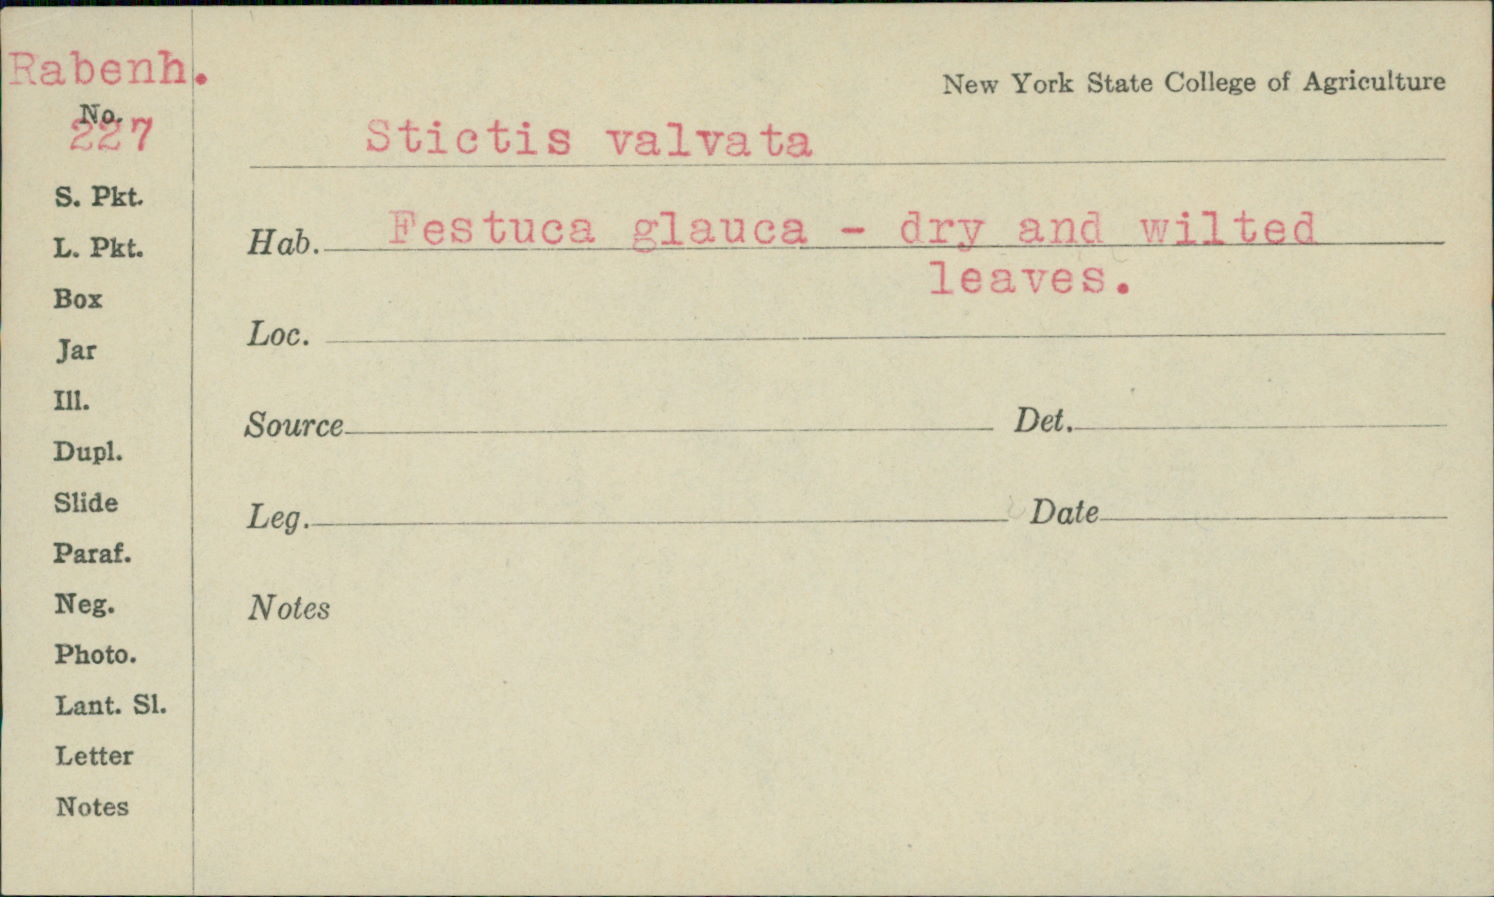 Rabenh.
No.
227
S. Pkt.
L. Pkt.
Box
Jar
Ill.
Dupl.
Slide
Paraf.
Neg.
Photo.
Lant. Sl.
Letter
Notes
New York State College of Agriculture
Stictis valvata
Hab. Festuca glauca - dry and wilted
leaves.
Loc.
Source Det.
Leg. Date
Notes